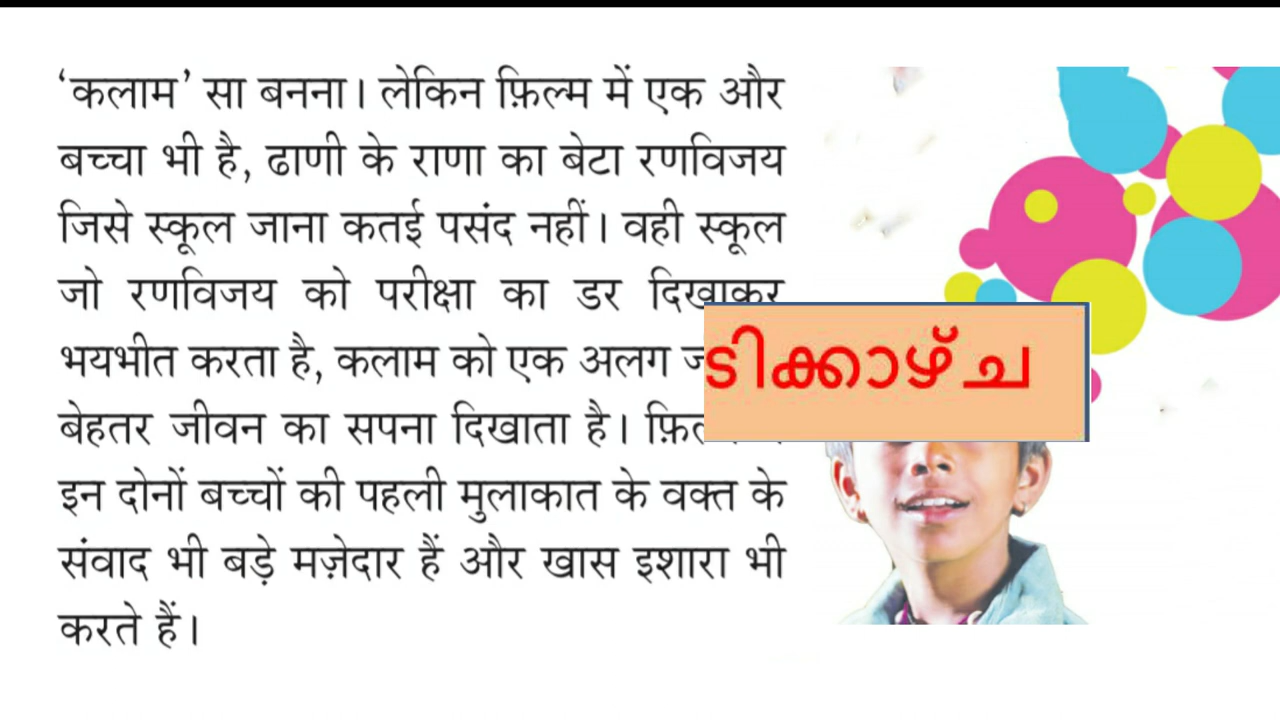 ‘कलाम’ सा बनना। लेकिन फ़िल्म में एक और
बच्चा भी है, ढाणी के राणा का बेटा रणविजय
जिसे स्कूल जाना कतई पसंद नहीं। वही स्कूल
जो रणविजय को परीक्षा का डर दिखाकर
भयभीत करता है, कलाम को एक अलग
बेहतर जीवन का सपना दिखाता है।
इन दोनों बच्चों की पहली मुलाकात के वक्त के
संवाद भी बड़े मज़ेदार हैं और खास इशारा भी
करते हैं।
ടിക്കാഴ്ച